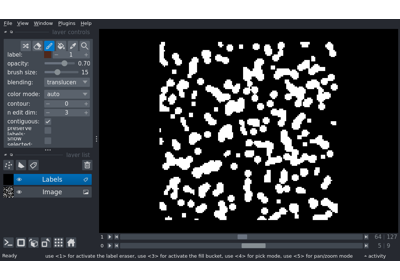 File View Window Plugins Help
layer controls
label: 1
opacity: 0.70
brush size: 15
blending: translucen
color mode: auto
contour: 0
n edit dim: 3
contiguous:
preserve
labels:
show
selected:
layer list
Labels
Image
1 64 127
0 5 9
Ready use <1> for activate the label eraser, use <3> for activate the fill bucket, use <4> for pick mode, use <5> for pan/zoom mode activity